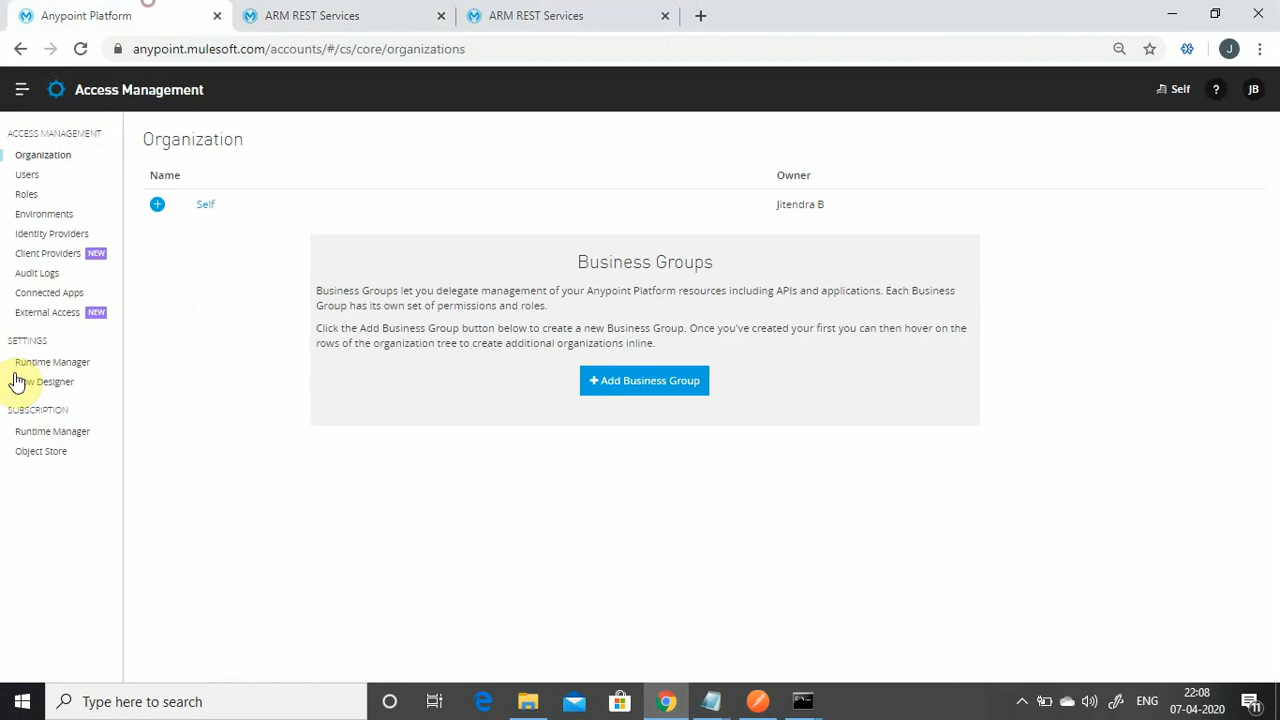 Anypoint Platform
ARM REST Services
ARM REST Services
anypoint.mulesoft.com/accounts/#/cs/core/organizations
J
Access Management
Self
?
JB
ACCESS MANAGEMENT
Organization
Users
Roles
Environments
Identity Providers
Client Providers NEW
Audit Logs
Connected Apps
External Access NEW
SETTINGS
Runtime Manager
Designer
SUBSCRIPTION
Runtime Manager
Object Store
Organization
Name Owner
Self Jitendra B
Business Groups
Business Groups let you delegate management of your Anypoint Platform resources including APIs and applications. Each Business
Group has its own set of permissions and roles.
Click the Add Business Group button below to create a new Business Group. Once you've created your first you can then hover on the
rows of the organization tree to create additional organizations inline.
+ Add Business Group
Type here to search
ENG
22:08
07-04-2020
11